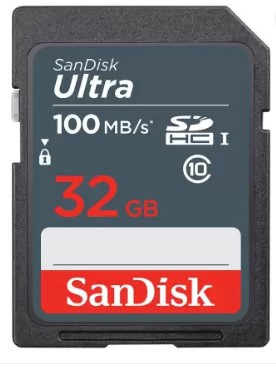 SanDisk
Ultra
100 MB/s*
SD HC I
10
32 GB
SanDisk